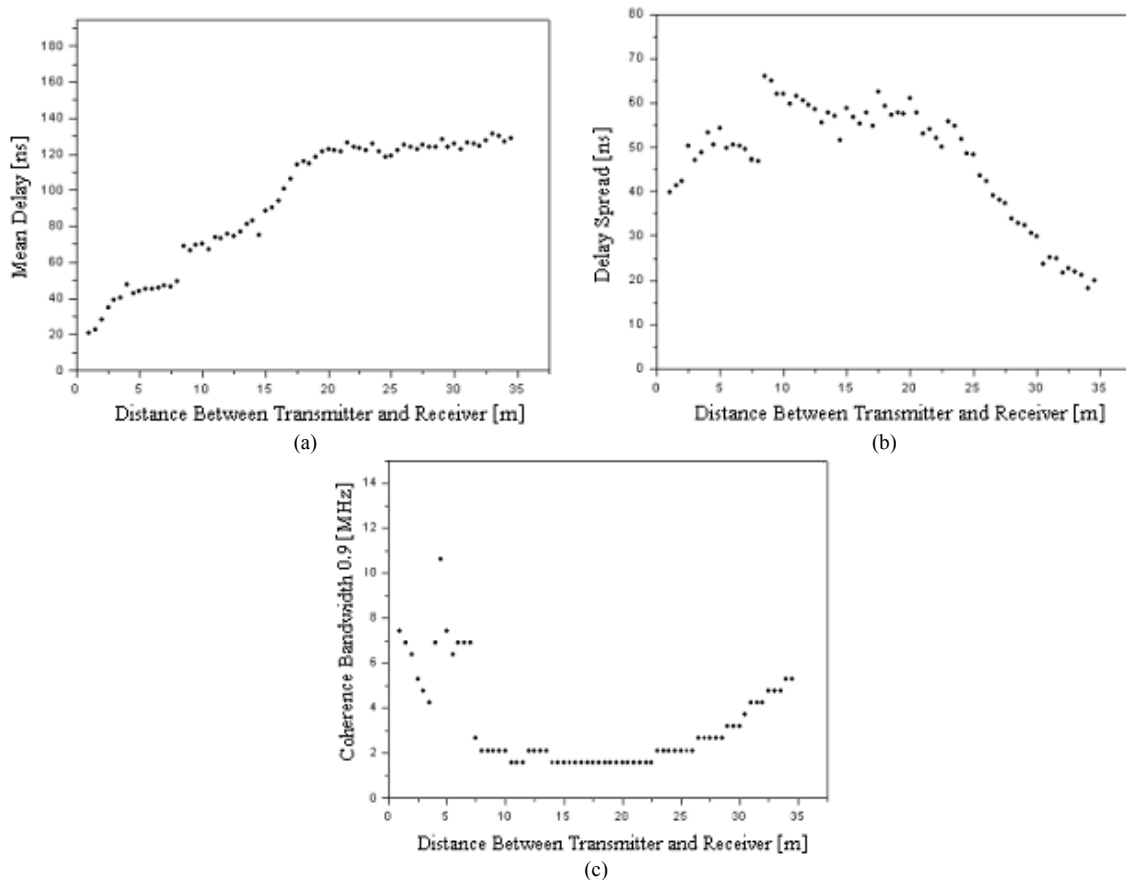 Mean Delay [ns]
180
160
140
120
100
80
60
40
20
0
0 5 10 15 20 25 30 35
Distance Between Transmitter and Receiver [m]
(a)
Delay Spread [ns]
80
70
60
50
40
30
20
10
0
0 5 10 15 20 25 30 35
Distance Between Transmitter and Receiver [m]
(b)
Coherence Bandwidth 0.9 [MHz]
14
12
10
8
6
4
2
0
0 5 10 15 20 25 30 35
Distance Between Transmitter and Receiver [m]
(c)